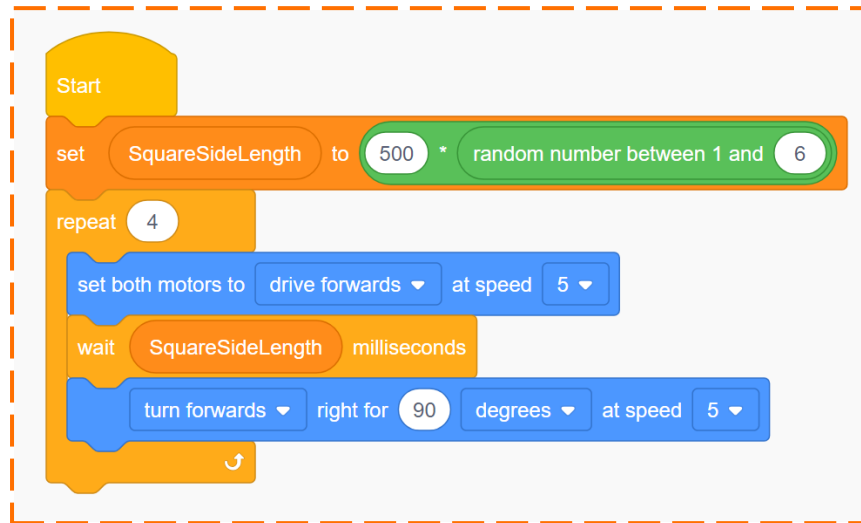 Start
set SquareSideLength to 500 * random number between 1 and 6
repeat 4
set both motors to drive forwards at speed 5
wait SquareSideLength milliseconds
turn forwards right for 90 degrees at speed 5